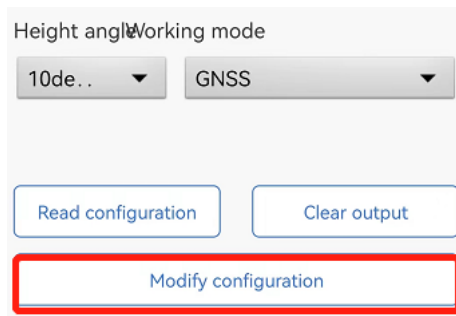 Height angle Working mode
10de.. GNSS
Read configuration Clear output
Modify configuration